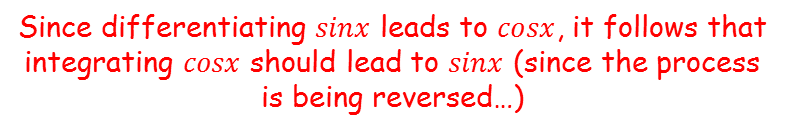 Since differentiating sinx leads to cosx, it follows that
integrating cosx should lead to sinx (since the process
is being reversed…)